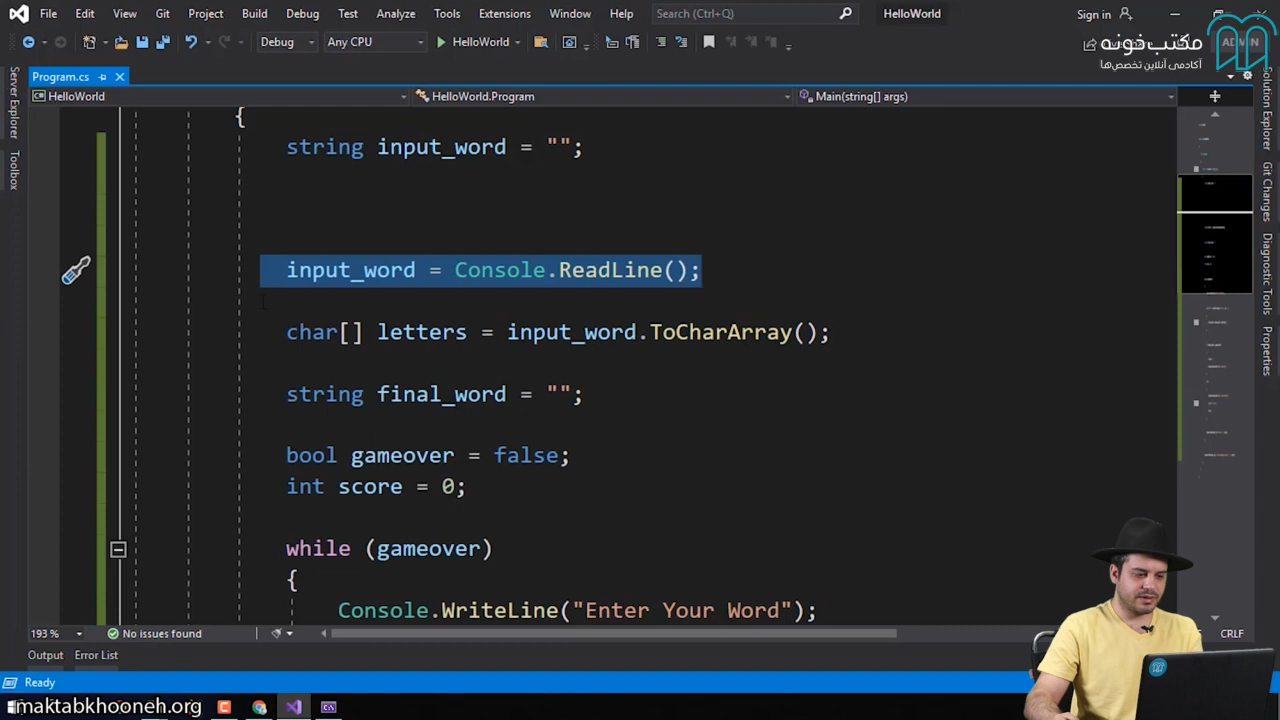 File Edit View Git Project Build Debug Test Analyze Tools Extensions Window Help Search (Ctrl+Q) HelloWorld Sign in
Debug Any CPU HelloWorld ADMIN
مکتب‌خونه
آکادمی آنلاین تخصص‌ها
Program.cs
HelloWorld HelloWorld.Program Main(string[] args)
Server Explorer
Toolbox
{
string input_word = "";
input_word = Console.ReadLine();
char[] letters = input_word.ToCharArray();
string final_word = "";
bool gameover = false;
int score = 0;
while (gameover)
{
Console.WriteLine("Enter Your Word");
Solution Explorer
Git Changes
Diagnostic Tools
Properties
193 % No issues found CRLF
Output Error List
Ready
maktabkhooneh.org